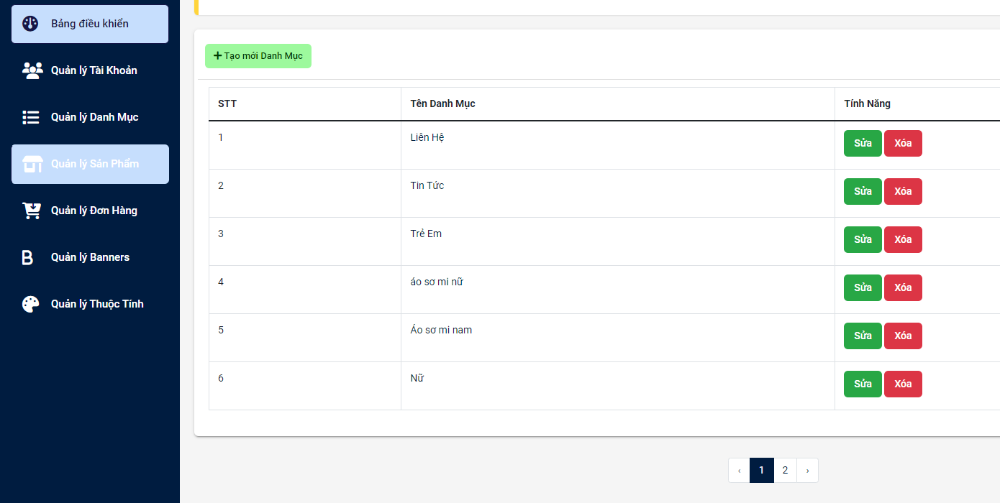 Bảng điều khiển
Quản lý Tài Khoản
Quản lý Danh Mục
Quản lý Sản Phẩm
Quản lý Đơn Hàng
B Quản lý Banners
Quản lý Thuộc Tính
+ Tạo mới Danh Mục
STT Tên Danh Mục Tính Năng
1 Liên Hệ Sửa Xóa
2 Tin Tức Sửa Xóa
3 Trẻ Em Sửa Xóa
4 áo sơ mi nữ Sửa Xóa
5 Áo sơ mi nam Sửa Xóa
6 Nữ Sửa Xóa
‹ 1 2 ›